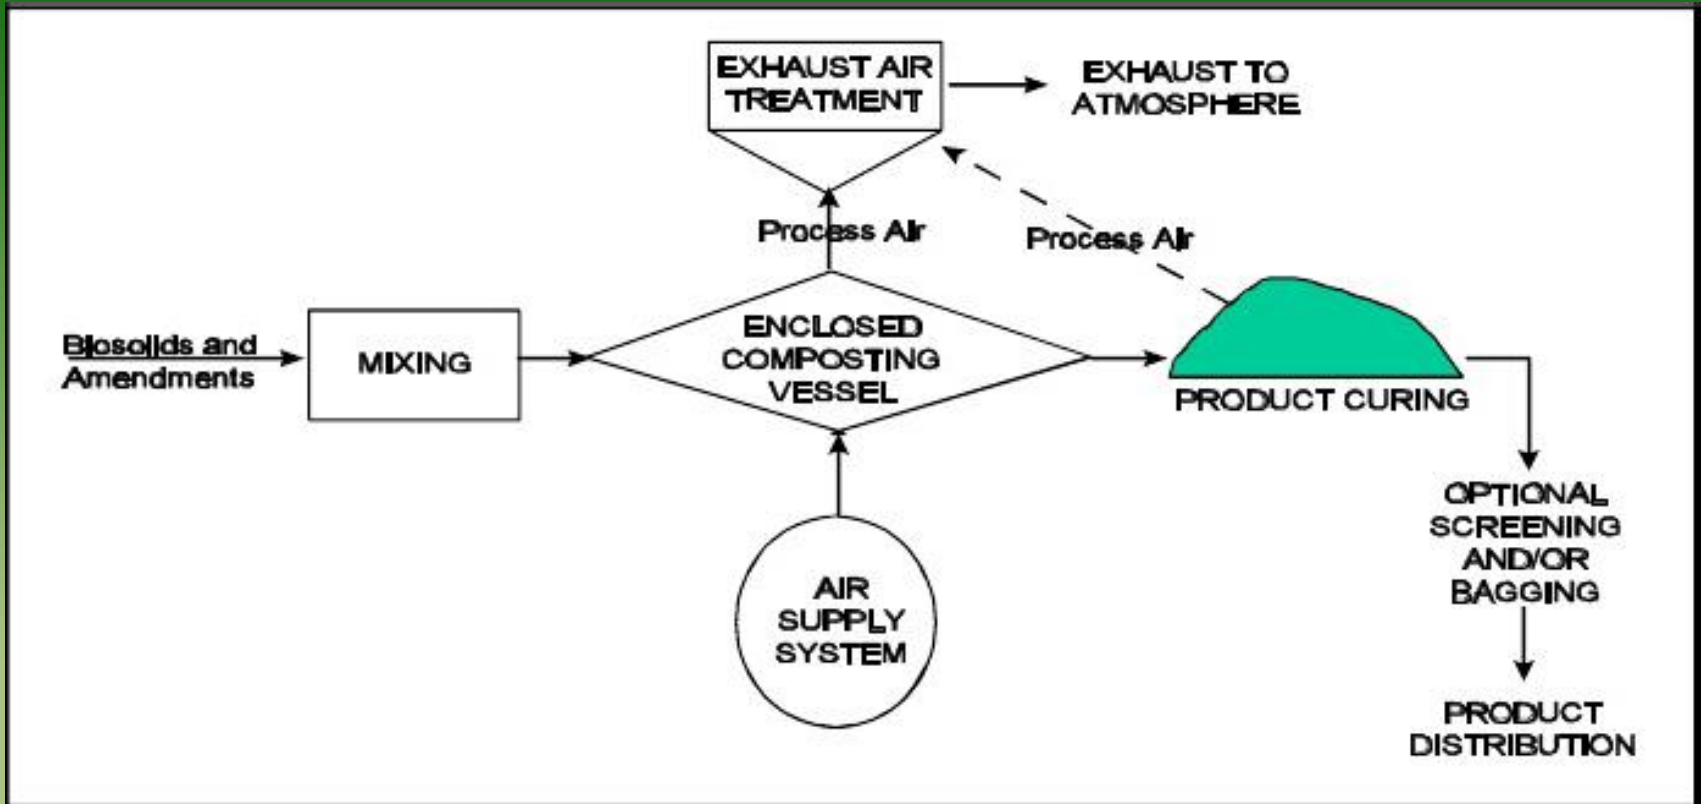 EXHAUST AIR
TREATMENT
EXHAUST TO
ATMOSPHERE
Process Air
Process Air
Biosolids and
Amendments
MIXING
ENCLOSED
COMPOSTING
VESSEL
PRODUCT CURING
AIR
SUPPLY
SYSTEM
OPTIONAL
SCREENING
AND/OR
BAGGING
PRODUCT
DISTRIBUTION